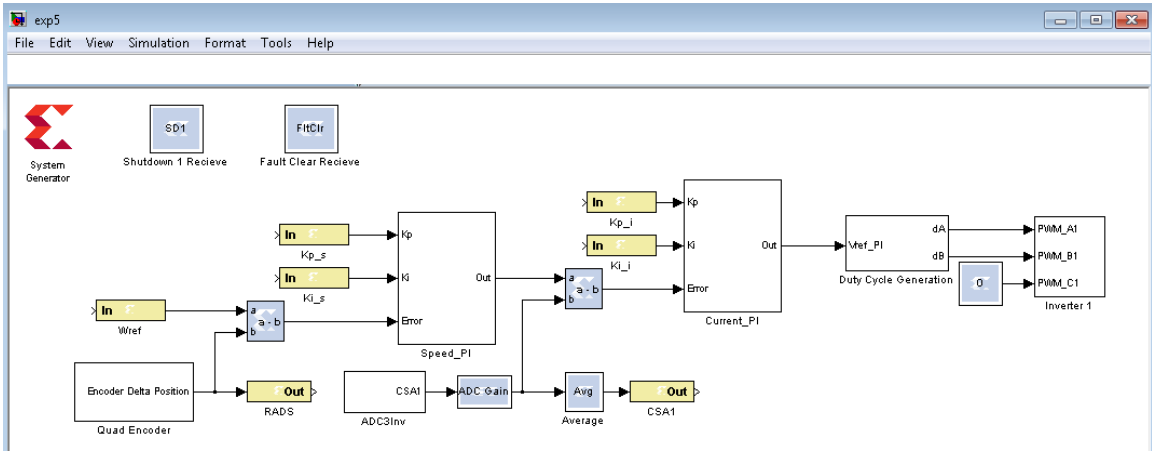 exp5
File Edit View Simulation Format Tools Help
SD1
Shutdown 1 Recieve
FltClr
Fault Clear Recieve
System
Generator
In
Kp_s
In
Ki_s
In
Wref
a
b
a - b
Kp
Ki
Error
Out
Speed_PI
In
Kp_i
In
Ki_i
a
b
a - b
Kp
Ki
Error
Out
Current_PI
Vref_PI
dA
dB
Duty Cycle Generation
0
PWM_A1
PWM_B1
PWM_C1
Inverter 1
Encoder Delta Position
Quad Encoder
Out
RADS
CSA1
ADC3Inv
ADC Gain
Avg
Average
Out
CSA1